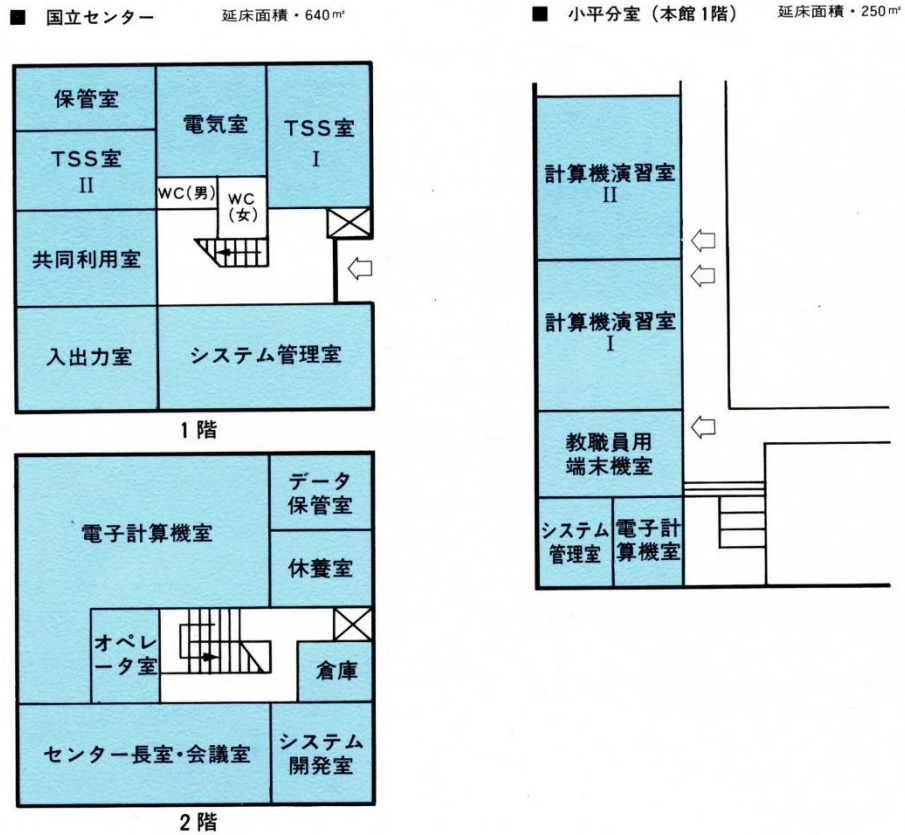 ■ 国立センター 延床面積・640㎡
保管室
電気室
TSS室
I
TSS室
II
WC(男)
WC
(女)
共同利用室
入出力室
システム管理室
1階
データ
保管室
電子計算機室
休養室
オペレ
ータ室
倉庫
センター長室・会議室
システム
開発室
2階
■ 小平分室(本館1階) 延床面積・250㎡
計算機演習室
II
計算機演習室
I
教職員用
端末機室
システム
管理室
電子計
算機室